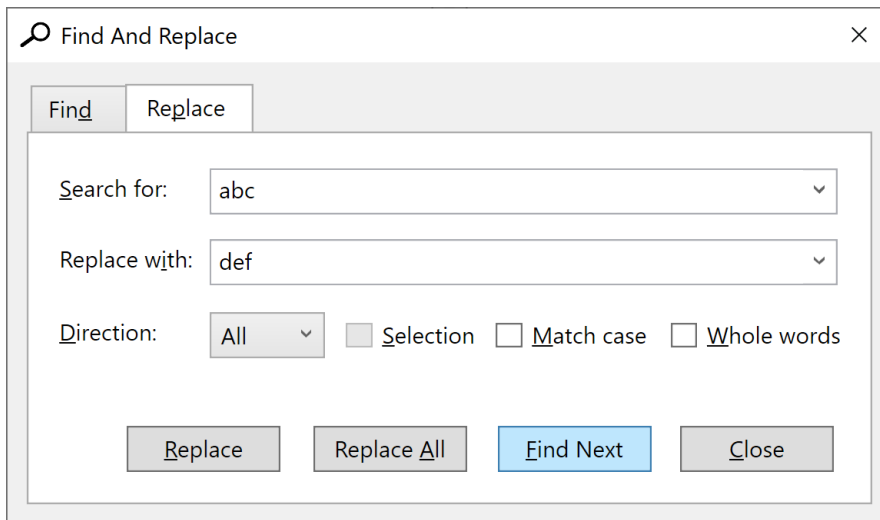 Find And Replace
Find Replace
Search for: abc
Replace with: def
Direction: All Selection Match case Whole words
Replace Replace All Find Next Close